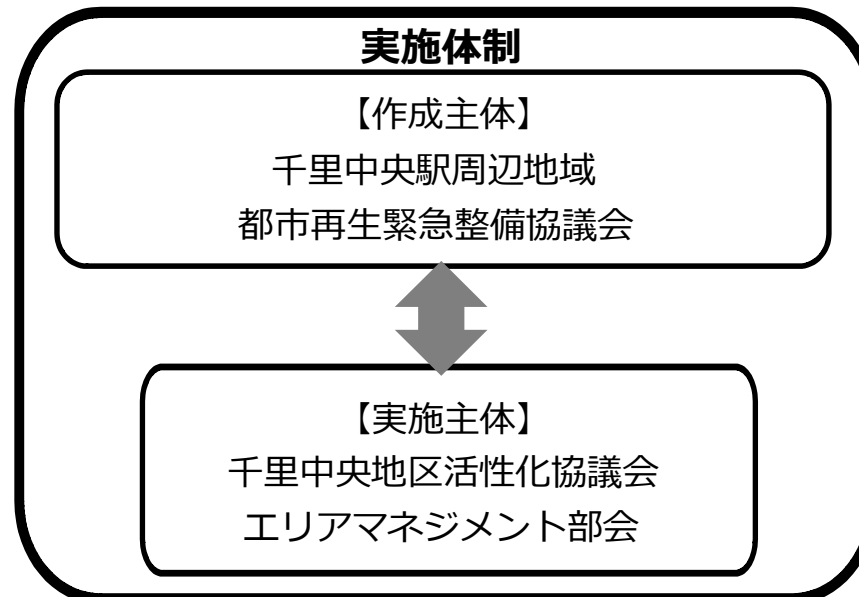 実施体制
【作成主体】
千里中央駅周辺地域
都市再生緊急整備協議会
【実施主体】
千里中央地区活性化協議会
エリアマネジメント部会